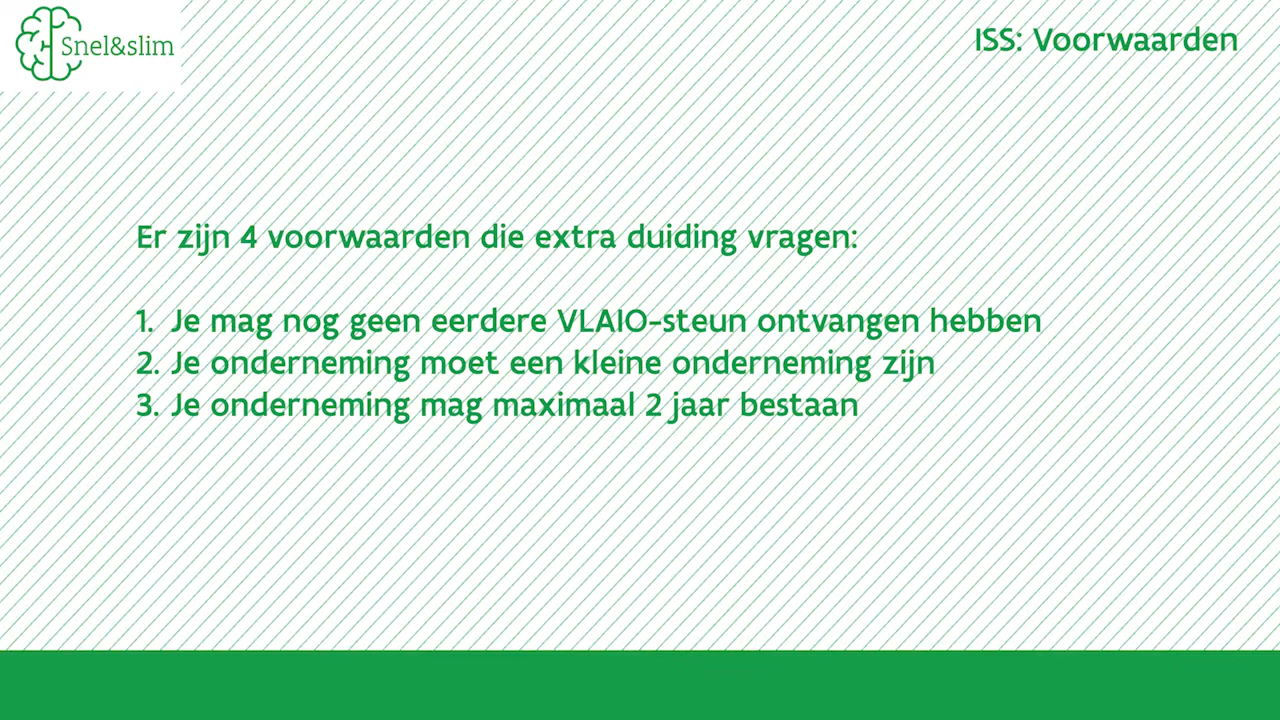 Snel&slim
ISS: Voorwaarden
Er zijn 4 voorwaarden die extra duiding vragen:
1. Je mag nog geen eerdere VLAIO-steun ontvangen hebben
2. Je onderneming moet een kleine onderneming zijn
3. Je onderneming mag maximaal 2 jaar bestaan